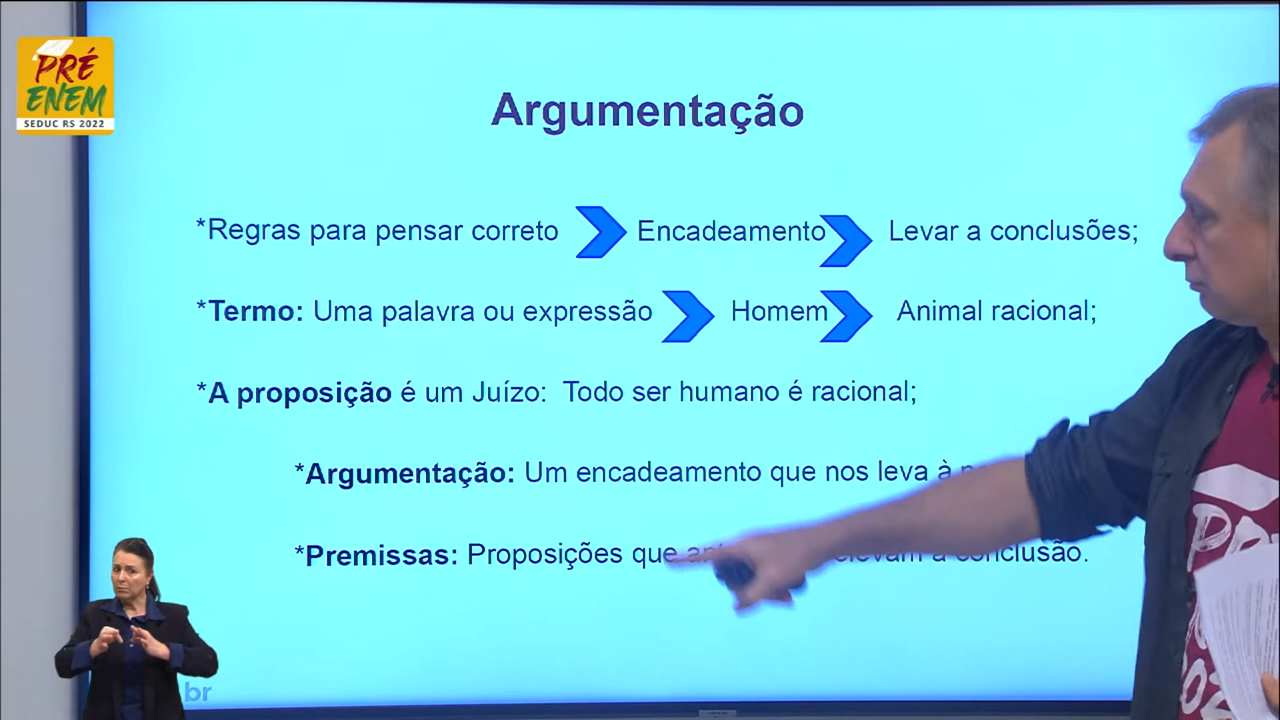 PRÉ
ENEM
SEDUC RS 2022
Argumentação
*Regras para pensar correto Encadeamento Levar a conclusões;
*Termo: Uma palavra ou expressão Homem Animal racional;
*A proposição é um Juízo: Todo ser humano é racional;
*Argumentação: Um encadeamento que nos leva à
*Premissas: Proposições que a conclusão.
br